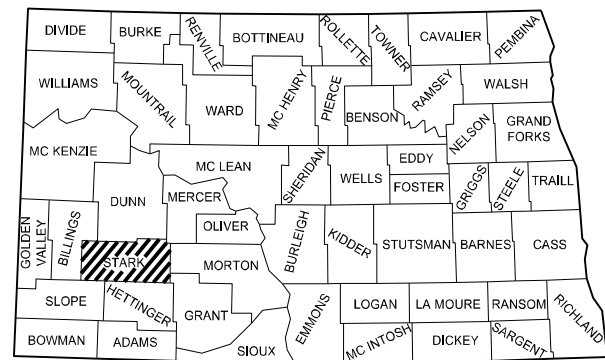 DIVIDE
BURKE
RENVILLE
BOTTINEAU
ROLLETTE
TOWNER
CAVALIER
PEMBINA
WILLIAMS
MOUNTRAIL
WARD
MC HENRY
PIERCE
BENSON
RAMSEY
WALSH
NELSON
GRAND
FORKS
MC KENZIE
DUNN
MC LEAN
MERCER
OLIVER
SHERIDAN
WELLS
EDDY
FOSTER
GRIGGS
STEELE
TRAILL
GOLDEN
VALLEY
BILLINGS
STARK
MORTON
BURLEIGH
KIDDER
STUTSMAN
BARNES
CASS
SLOPE
HETTINGER
GRANT
EMMONS
LOGAN
LA MOURE
RANSOM
RICHLAND
BOWMAN
ADAMS
SIOUX
MC INTOSH
DICKEY
SARGENT